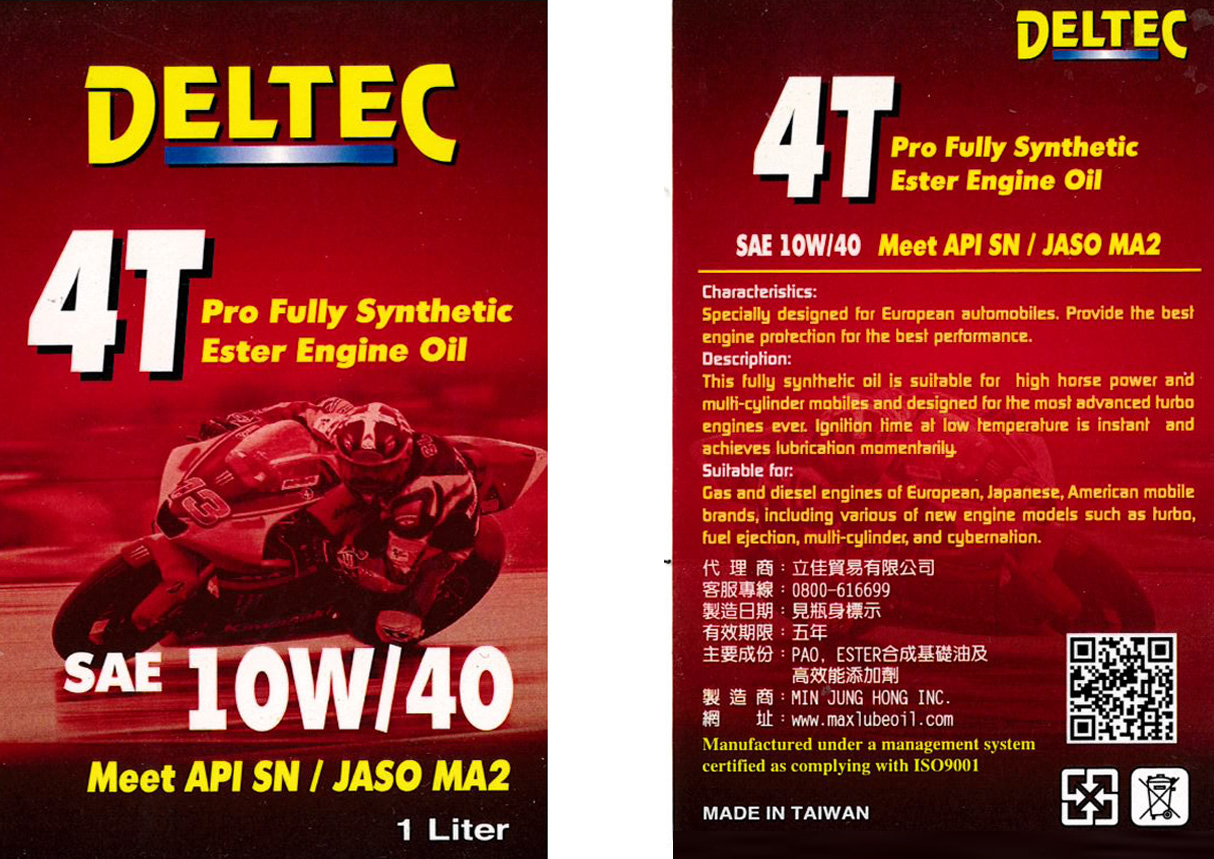 DELTEC
4T
Pro Fully Synthetic
Ester Engine Oil
13
SAE 10W/40
Meet API SN / JASO MA2
1 Liter
DELTEC
4T
Pro Fully Synthetic
Ester Engine Oil
SAE 10W/40 Meet API SN / JASO MA2
Characteristics:
Specially designed for European automobiles. Provide the best
engine protection for the best performance.
Description:
This fully synthetic oil is suitable for high horse power and
multi-cylinder mobiles and designed for the most advanced turbo
engines ever. Ignition time at low temperature is instant and
achieves lubrication momentarily.
Suitable for:
Gas and diesel engines of European, Japanese, American mobile
brands, including various of new engine models such as turbo,
fuel ejection, multi-cylinder, and cybernation.
代理商：立佳貿易有限公司
客服專線：0800-616699
製造日期：見瓶身標示
有效期限：五年
主要成份：PAO, ESTER合成基礎油及
高效能添加劑
製造商：MIN JUNG HONG INC.
網址：www.maxlubeoil.com
Manufactured under a management system
certified as complying with ISO9001
MADE IN TAIWAN